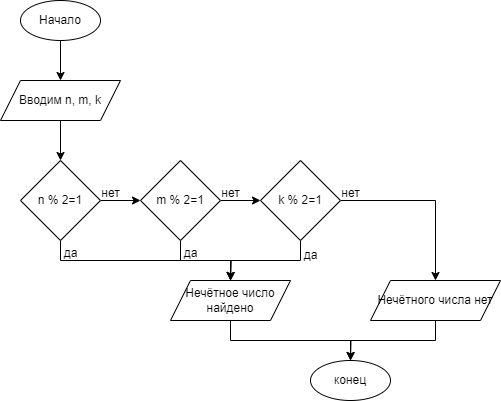 Начало
Вводим n, m, k
n % 2=1
нет
m % 2=1
нет
k % 2=1
нет
да
да
да
Нечётное число
найдено
Нечётного числа нет
конец